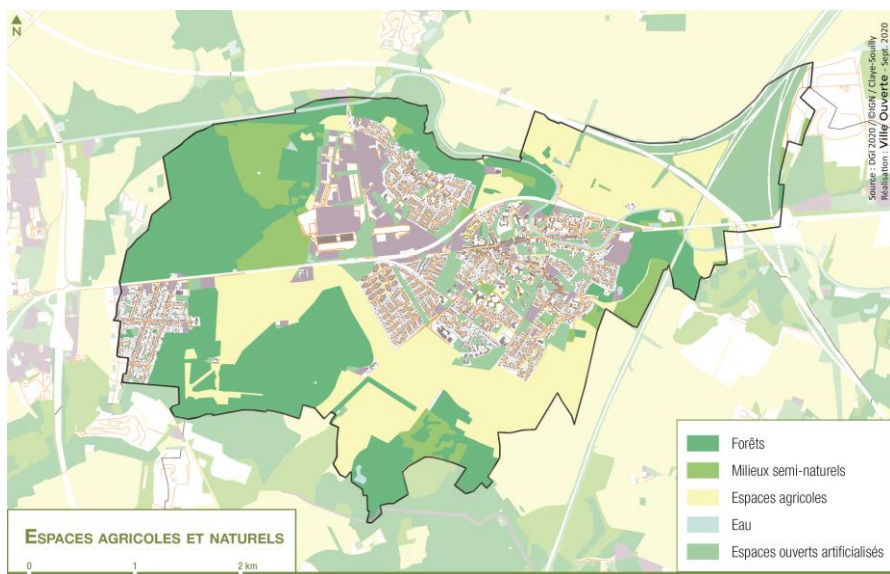 N
Source : DGI 2020 / ©IGN / Claye-Souilly
Réalisation : Ville Ouverte - Sept. 2020
Forêts
Milieux semi-naturels
Espaces agricoles
Eau
Espaces ouverts artificialisés
ESPACES AGRICOLES ET NATURELS
0 1 2 km